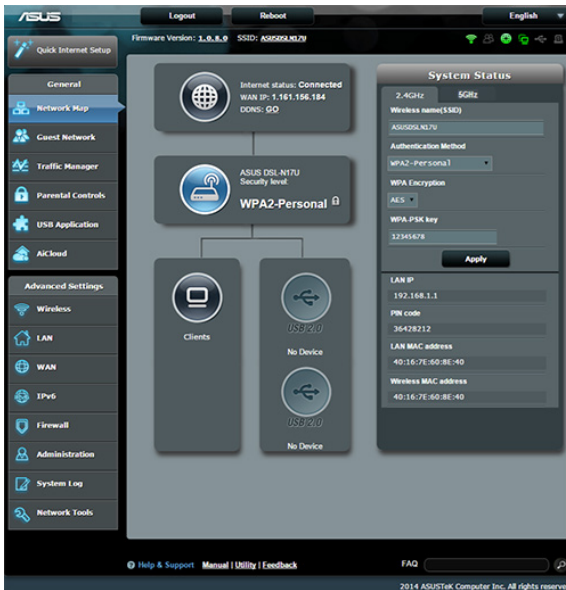 ASUS
Logout
Reboot
English
Quick Internet Setup
Firmware Version: 1.0.8.0 SSID: ASUSDSLN17U
General
Network Map
Guest Network
Traffic Manager
Parental Controls
USB Application
AiCloud
Advanced Settings
Wireless
LAN
WAN
IPv6
Firewall
Administration
System Log
Network Tools
Internet status: Connected
WAN IP: 1.161.156.184
DDNS: GO
ASUS DSL-N17U
Security level:
WPA2-Personal
Clients
USB 2.0
No Device
USB 2.0
No Device
System Status
2.4GHz
5GHz
Wireless name(SSID)
ASUSDSLN17U
Authentication Method
WPA2-Personal
WPA Encryption
AES
WPA-PSK key
12345678
Apply
LAN IP
192.168.1.1
PIN code
36428212
LAN MAC address
40:16:7E:60:8E:40
Wireless MAC address
40:16:7E:60:8E:40
Help & Support Manual | Utility | Feedback
FAQ
2014 ASUSTeK Computer Inc. All rights reserve